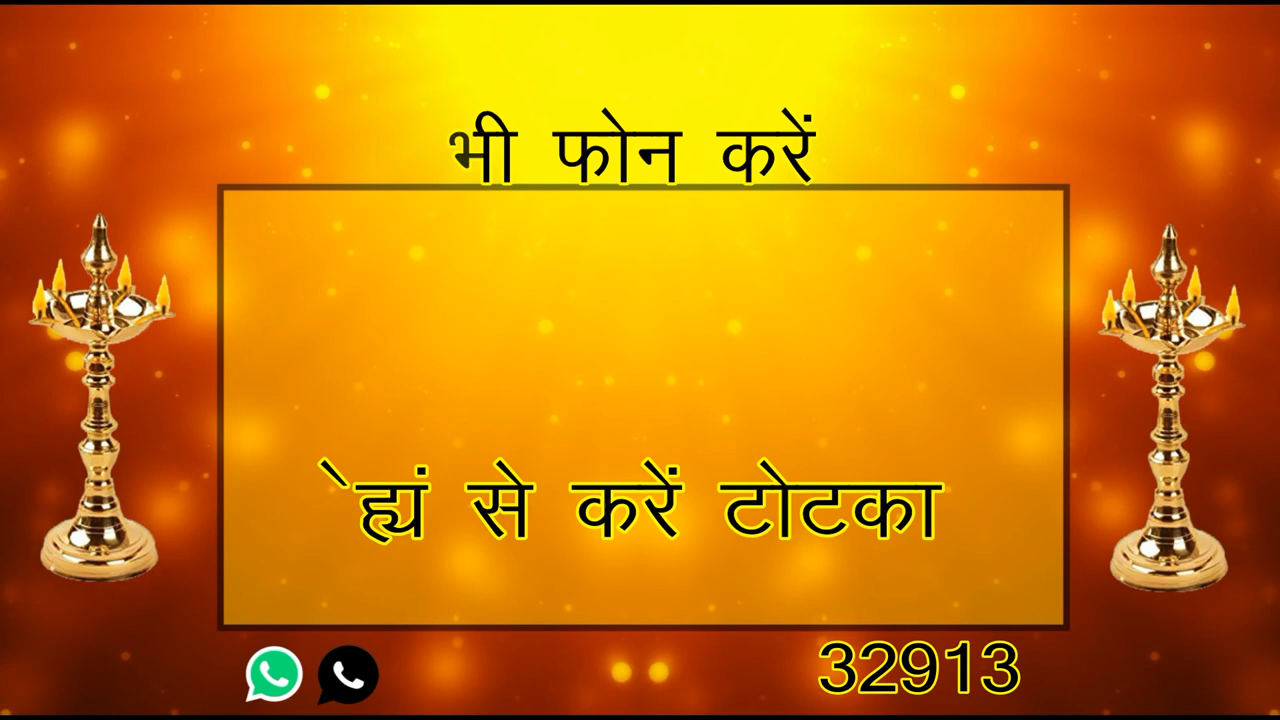 भी फोन करें
`ेह्यं से करें टोटका
32913